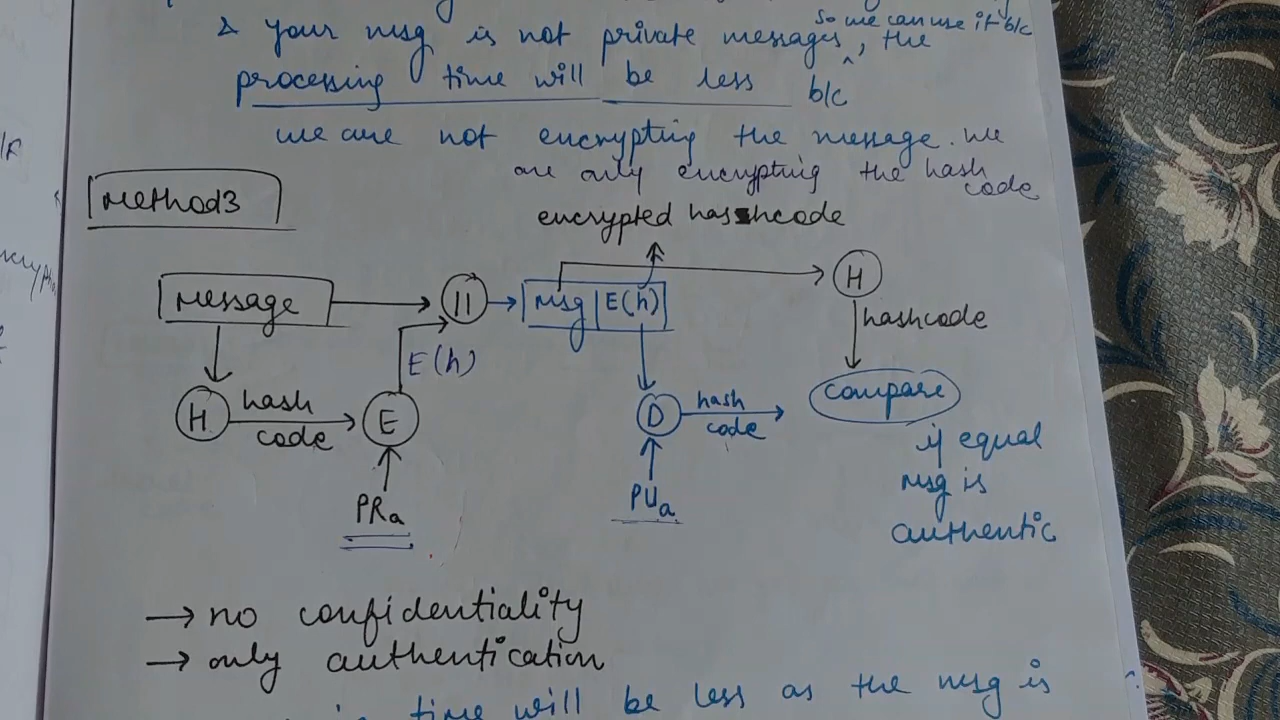 & your msg is not private messages, the
so we can use it b/c
processing time will be less b/c
we are not encrypting the message. we
are only encrypting the hash
code
Method3
encrypted hashcode
message
||
msg | E(h)
H
hashcode
E(h)
H
hash
code
E
D
hash
code
compare
if equal
msg is
authentic
PRa
PUa
→ no confidentiality
→ only authentication
time will be less as the msg is